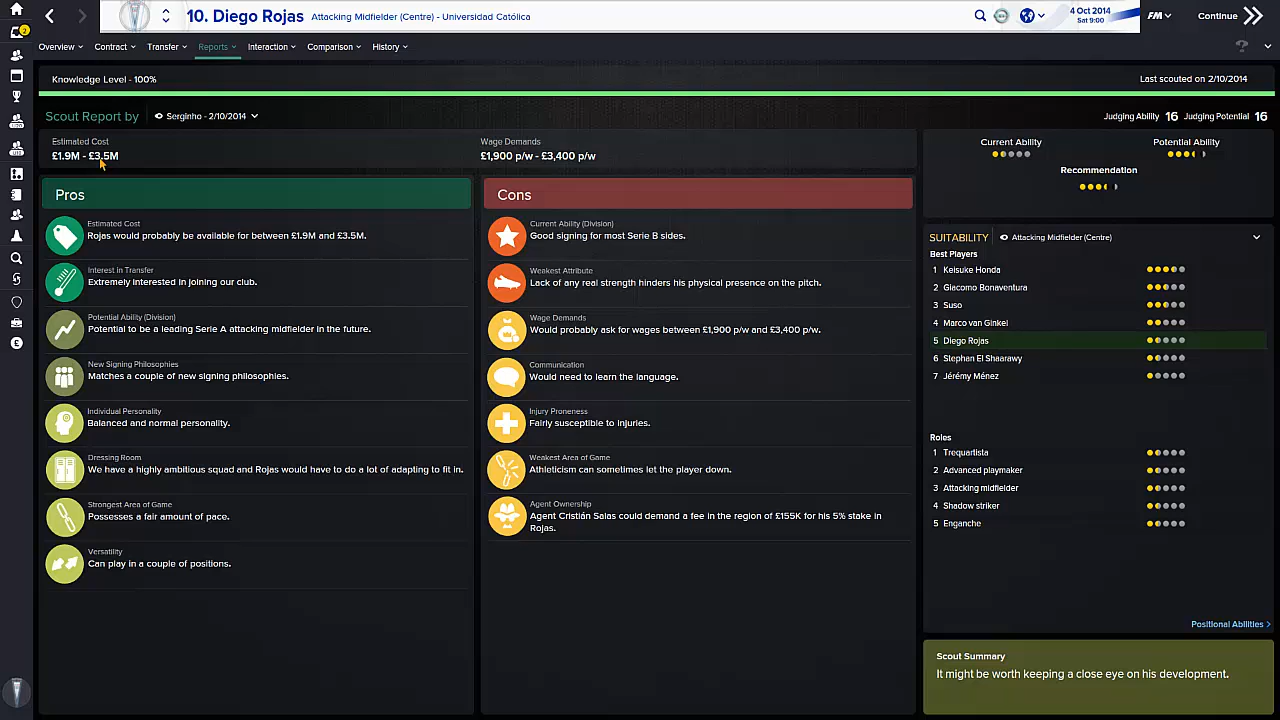 10. Diego Rojas Attacking Midfielder (Centre) - Universidad Católica
4 Oct 2014
Sat 9:00
FM
Continue
2
Overview Contract Transfer Reports Interaction Comparison History
Knowledge Level - 100%
Last scouted on 2/10/2014
Scout Report by Serginho - 2/10/2014
Judging Ability 16 Judging Potential 16
Estimated Cost
£1.9M - £3.5M
Wage Demands
£1,900 p/w - £3,400 p/w
Current Ability
Potential Ability
Recommendation
Pros
Estimated Cost
Rojas would probably be available for between £1.9M and £3.5M.
Interest in Transfer
Extremely interested in joining our club.
Potential Ability (Division)
Potential to be a leading Serie A attacking midfielder in the future.
New Signing Philosophies
Matches a couple of new signing philosophies.
Individual Personality
Balanced and normal personality.
Dressing Room
We have a highly ambitious squad and Rojas would have to do a lot of adapting to fit in.
Strongest Area of Game
Possesses a fair amount of pace.
Versatility
Can play in a couple of positions.
Cons
Current Ability (Division)
Good signing for most Serie B sides.
Weakest Attribute
Lack of any real strength hinders his physical presence on the pitch.
Wage Demands
Would probably ask for wages between £1,900 p/w and £3,400 p/w.
Communication
Would need to learn the language.
Injury Proneness
Fairly susceptible to injuries.
Weakest Area of Game
Athleticism can sometimes let the player down.
Agent Ownership
Agent Cristián Salas could demand a fee in the region of £155K for his 5% stake in
Rojas.
SUITABILITY Attacking Midfielder (Centre)
Best Players
1 Keisuke Honda
2 Giacomo Bonaventura
3 Suso
4 Marco van Ginkel
5 Diego Rojas
6 Stephan El Shaarawy
7 Jérémy Ménez
Roles
1 Trequartista
2 Advanced playmaker
3 Attacking midfielder
4 Shadow striker
5 Enganche
Positional Abilities >
Scout Summary
It might be worth keeping a close eye on his development.